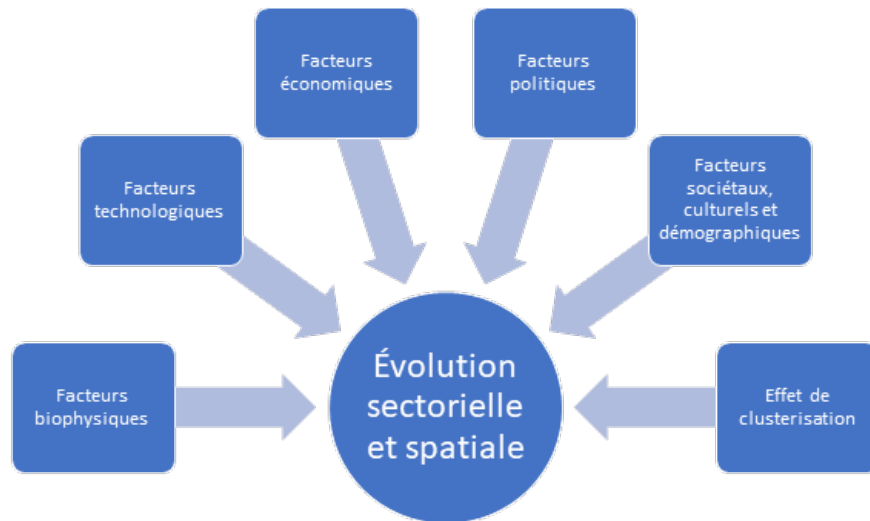 Facteurs
économiques
Facteurs
politiques
Facteurs
technologiques
Facteurs
sociétaux,
culturels et
démographiques
Facteurs
biophysiques
Évolution
sectorielle
et spatiale
Effet de
clusterisation